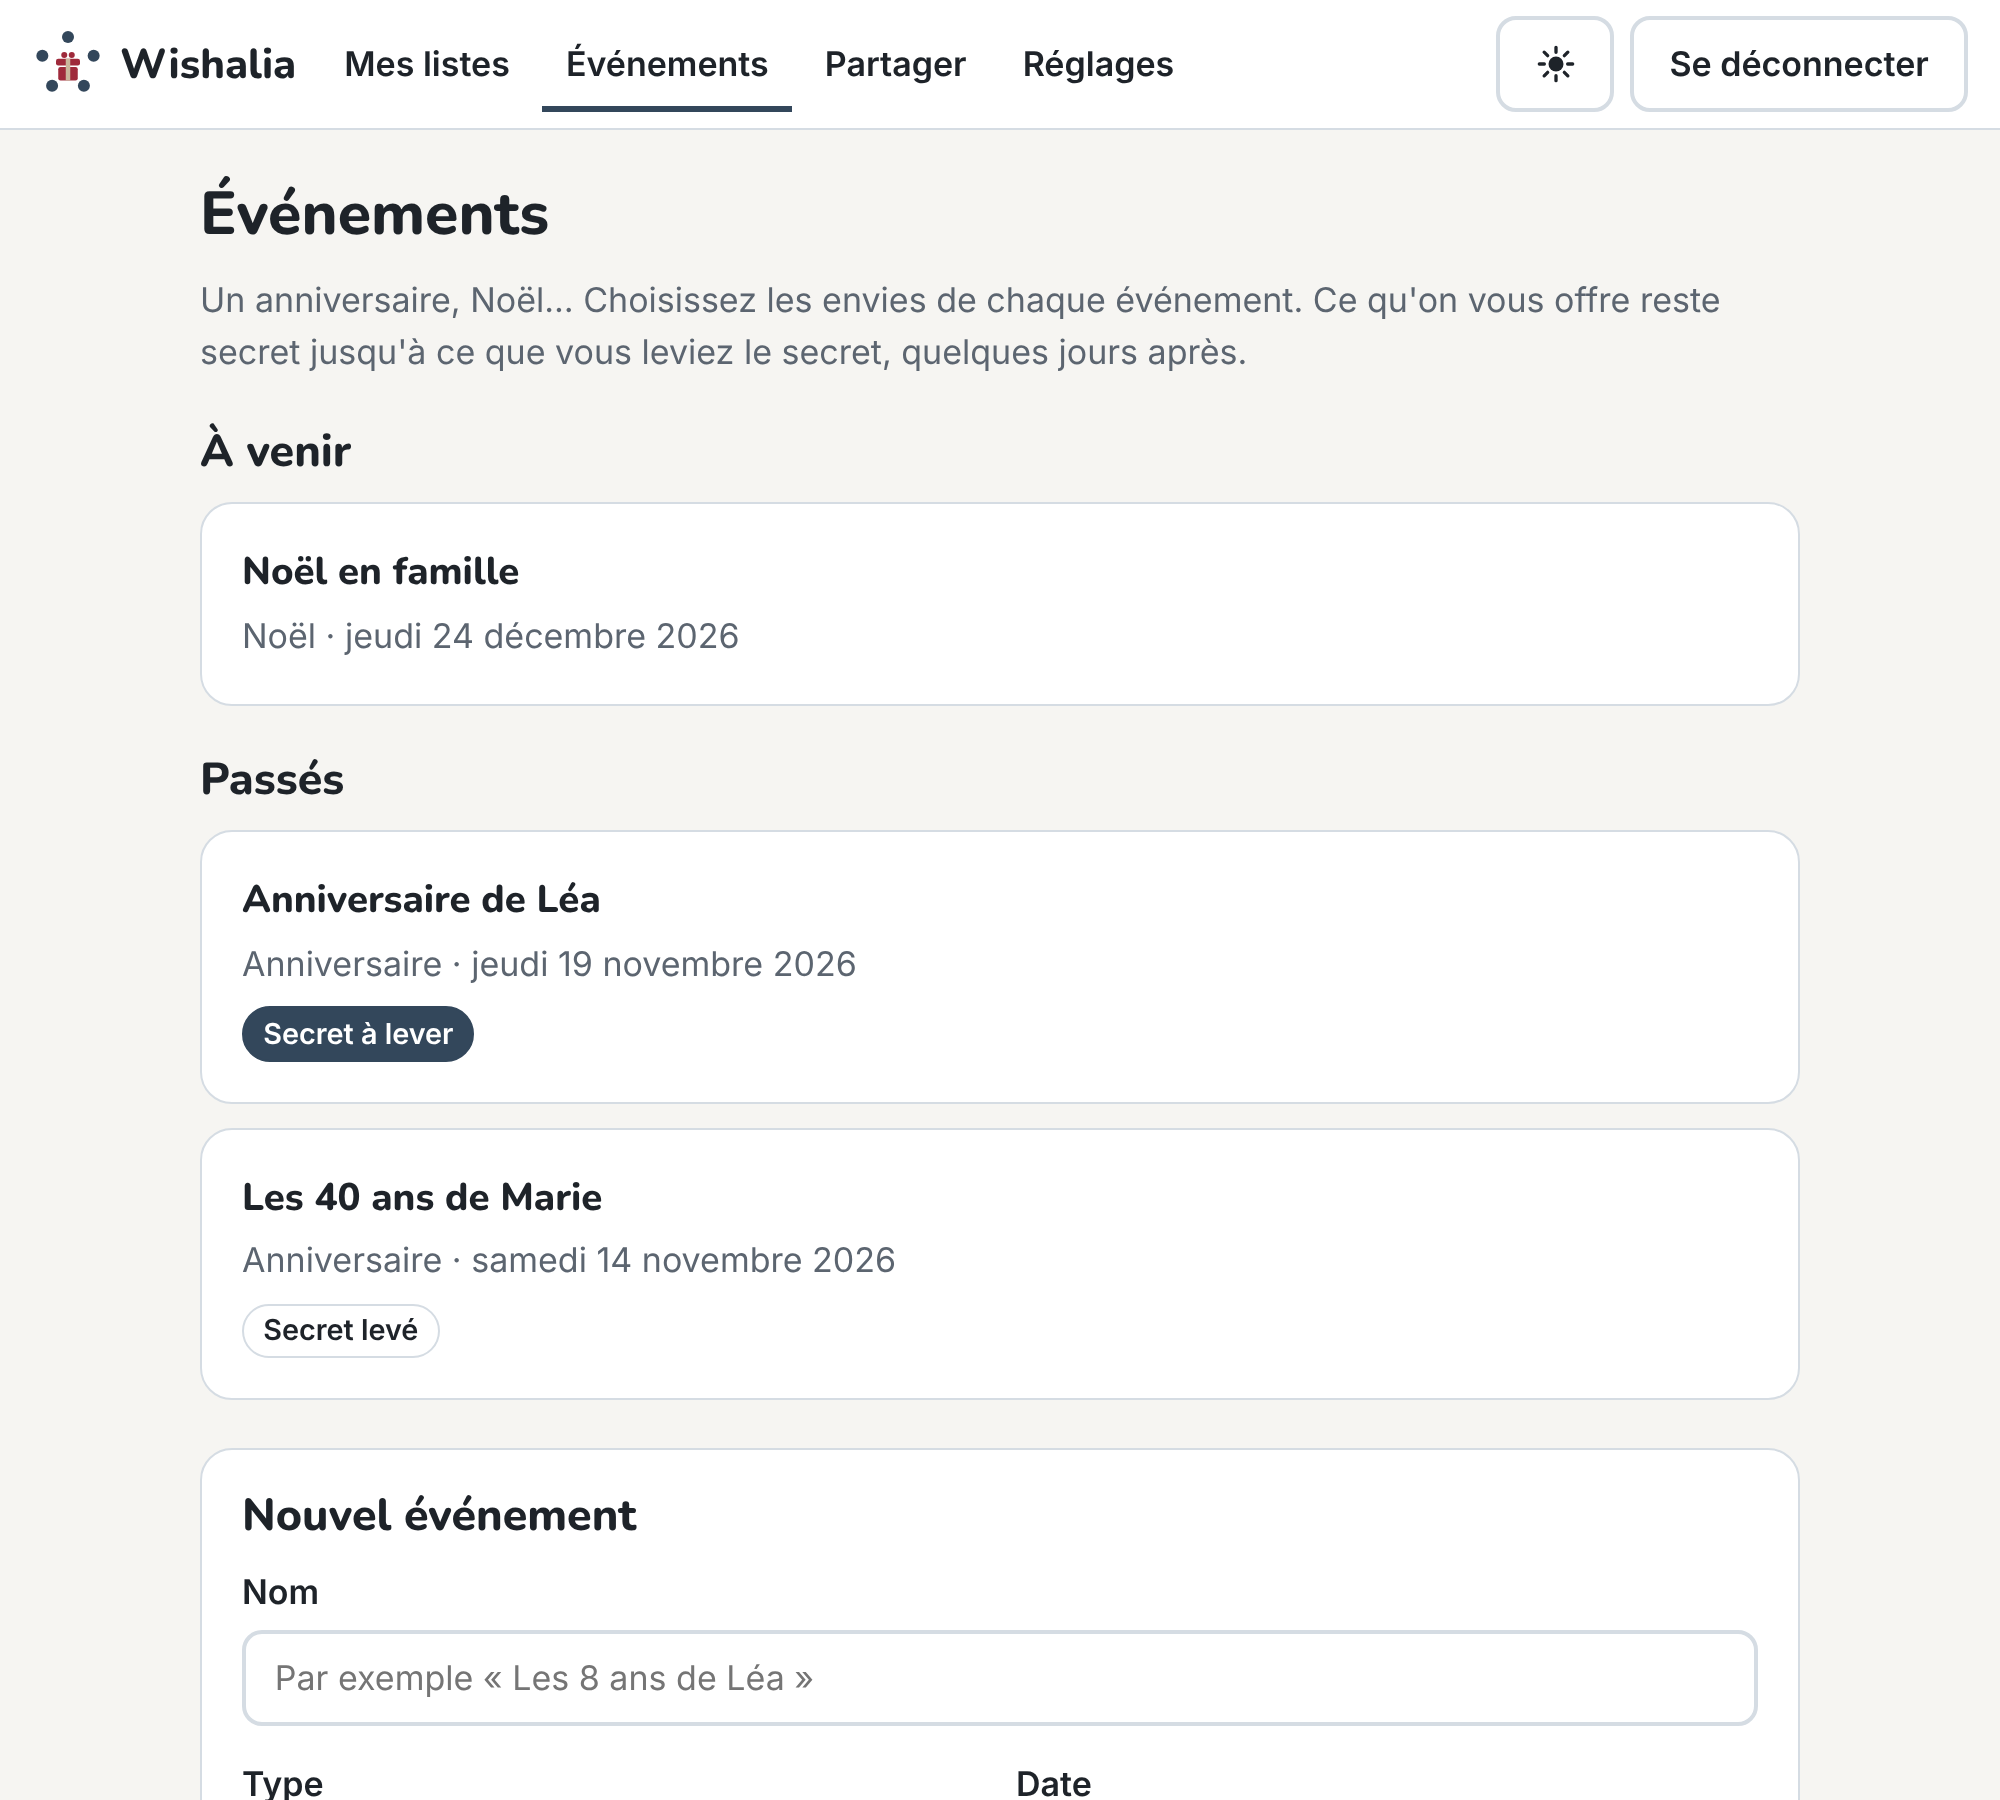 Wishalia
Mes listes
Événements
Partager
Réglages
Se déconnecter
Événements
Un anniversaire, Noël... Choisissez les envies de chaque événement. Ce qu'on vous offre reste
secret jusqu'à ce que vous leviez le secret, quelques jours après.
À venir
Noël en famille
Noël · jeudi 24 décembre 2026
Passés
Anniversaire de Léa
Anniversaire · jeudi 19 novembre 2026
Secret à lever
Les 40 ans de Marie
Anniversaire · samedi 14 novembre 2026
Secret levé
Nouvel événement
Nom
Par exemple « Les 8 ans de Léa »
Type
Date